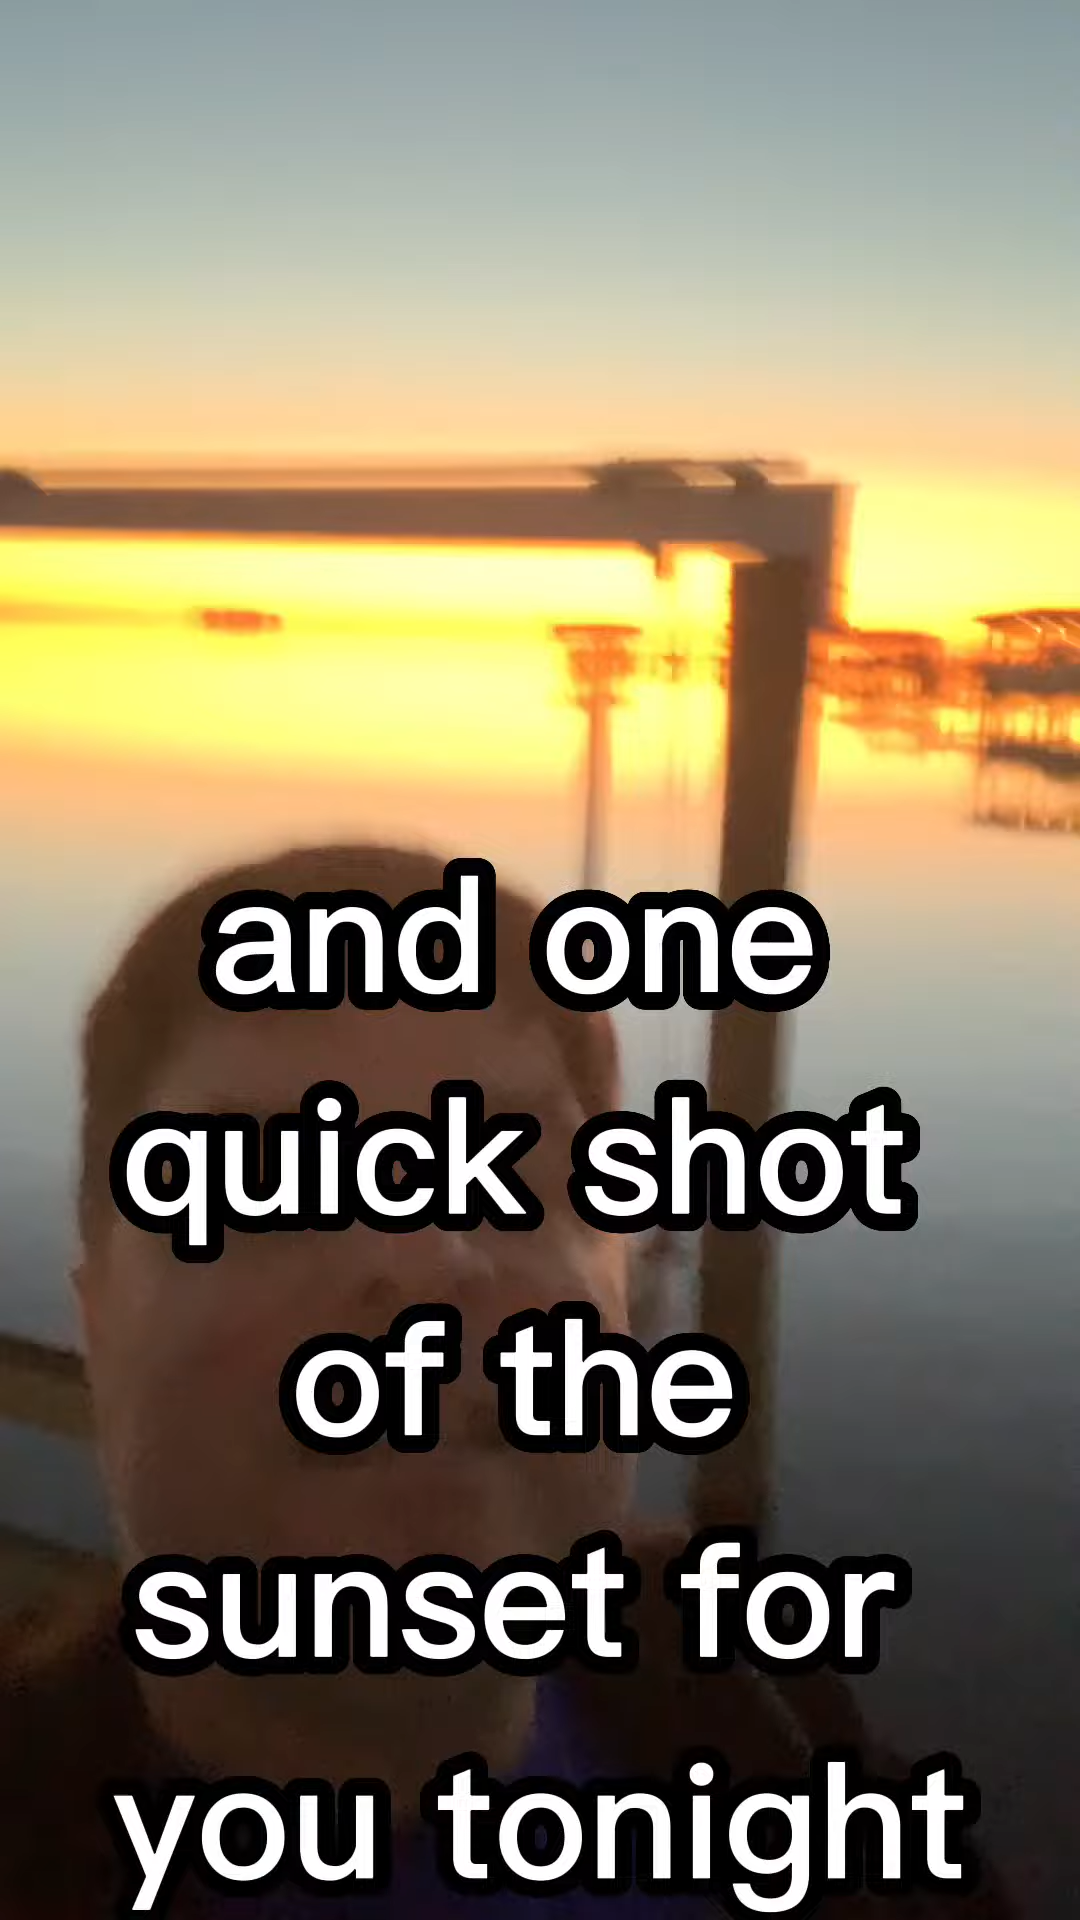 and one
quick shot
of the
sunset for
you tonight